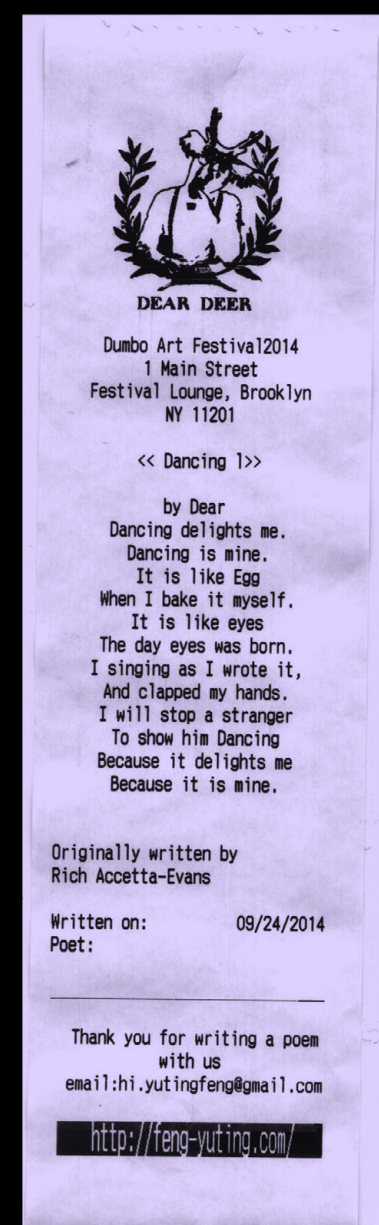 DEAR DEER
Dumbo Art Festival2014
1 Main Street
Festival Lounge, Brooklyn
NY 11201
<< Dancing 1>>
by Dear
Dancing delights me.
Dancing is mine.
It is like Egg
When I bake it myself.
It is like eyes
The day eyes was born.
I singing as I wrote it,
And clapped my hands.
I will stop a stranger
To show him Dancing
Because it delights me
Because it is mine.
Originally written by
Rich Accetta-Evans
Written on: 09/24/2014
Poet:
Thank you for writing a poem
with us
email:hi.yutingfeng@gmail.com
http://feng-yuting.com/